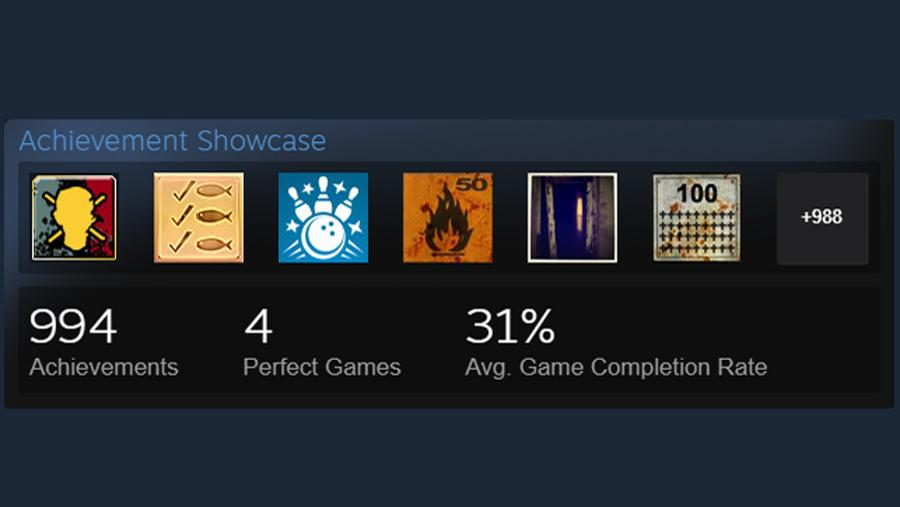 Achievement Showcase
50
100
+988
994 4 31%
Achievements Perfect Games Avg. Game Completion Rate